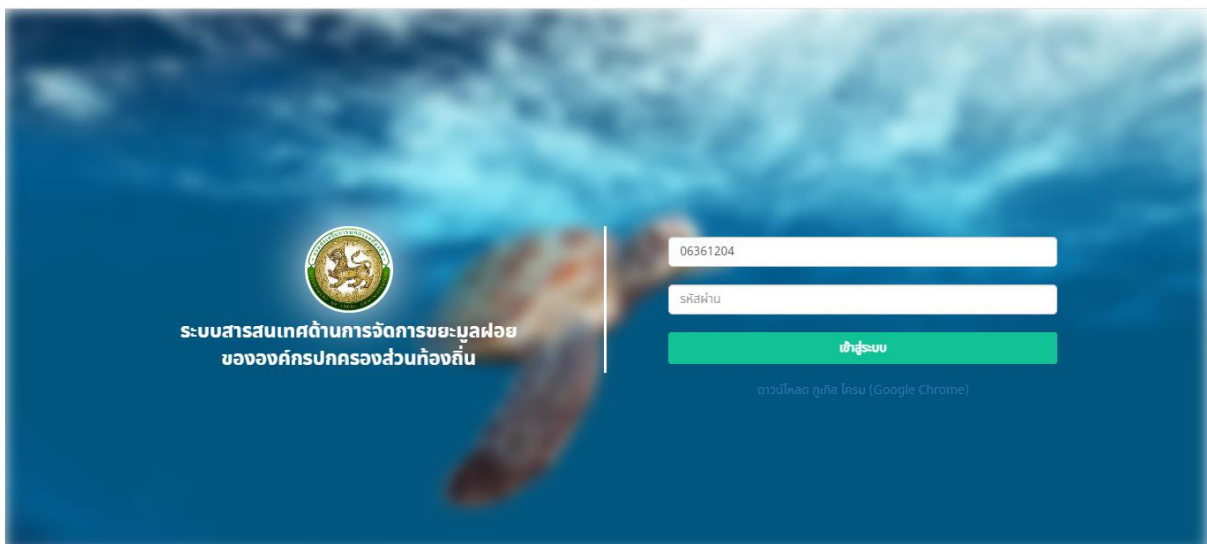 ระบบสารสนเทศด้านการจัดการขยะมูลฝอย
ขององค์กรปกครองส่วนท้องถิ่น
06361204
รหัสผ่าน
เข้าสู่ระบบ
ดาวน์โหลด กูเกิล โครม (Google Chrome)